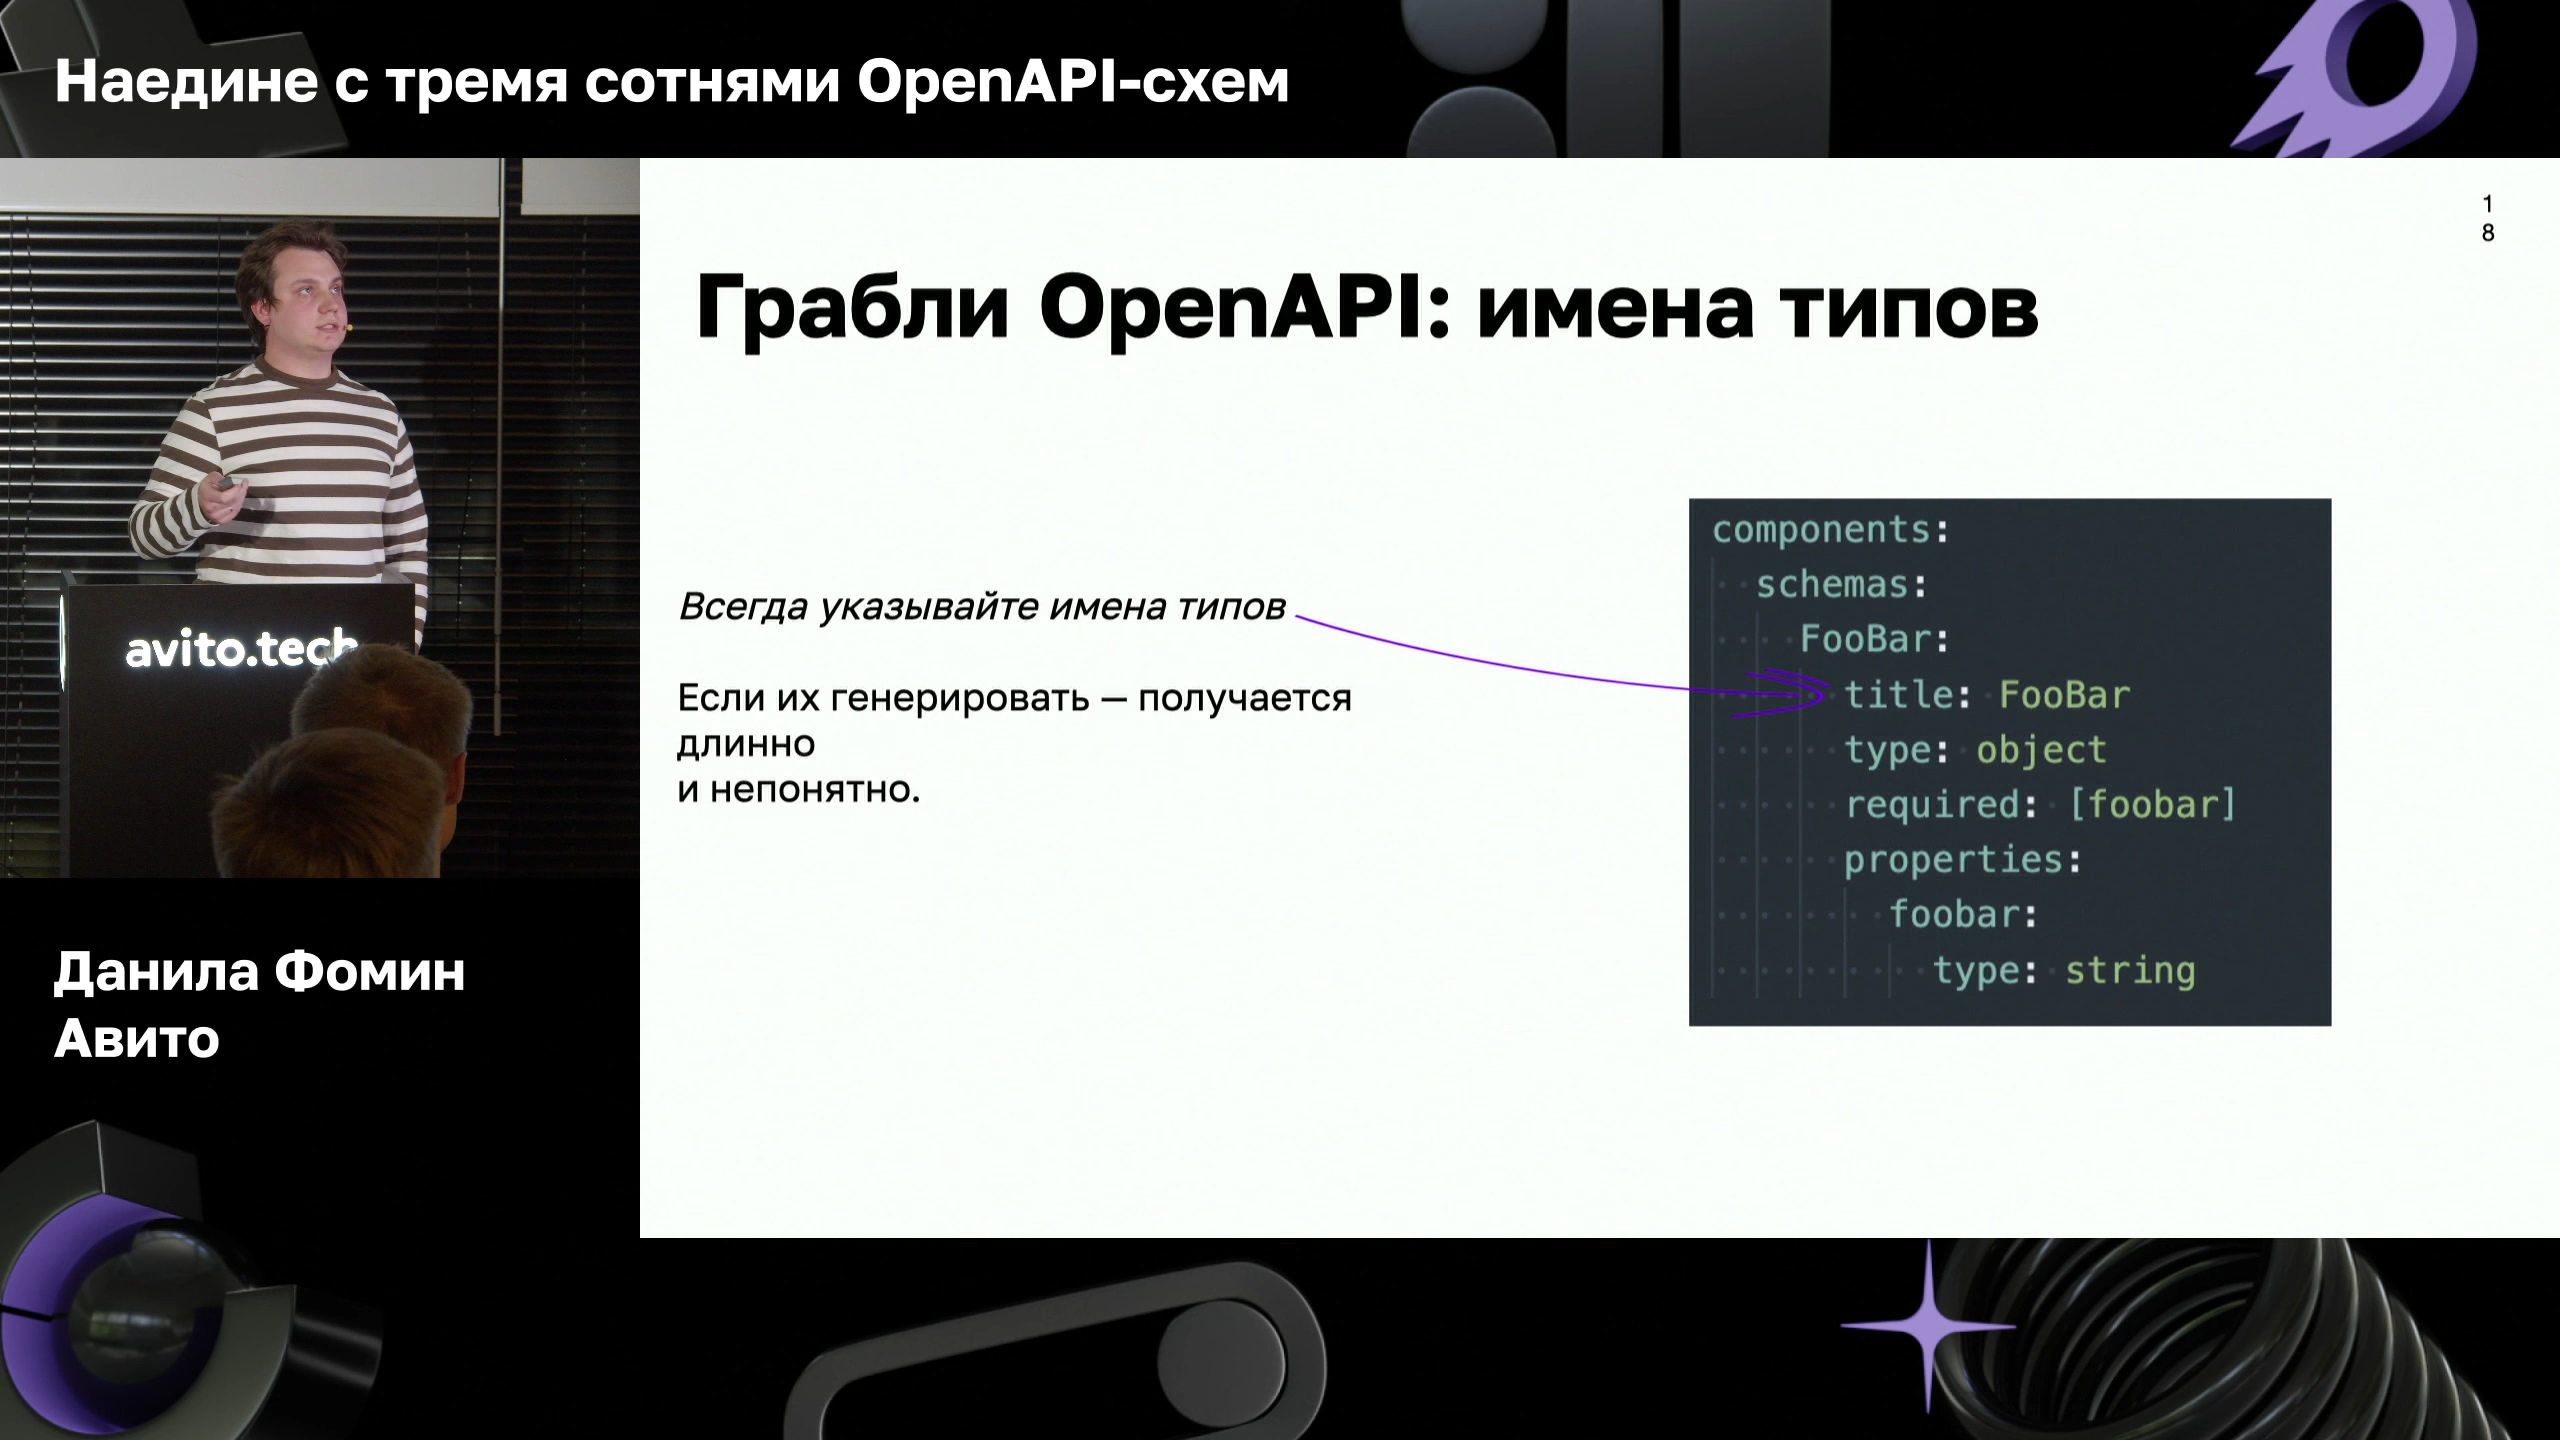 Наедине с тремя сотнями OpenAPI-схем
1
8
Грабли OpenAPI: имена типов
Всегда указывайте имена типов
Если их генерировать — получается
длинно
и непонятно.
components:
schemas:
FooBar:
title: FooBar
type: object
required: [foobar]
properties:
foobar:
type: string
avito.tech
Данила Фомин
Авито